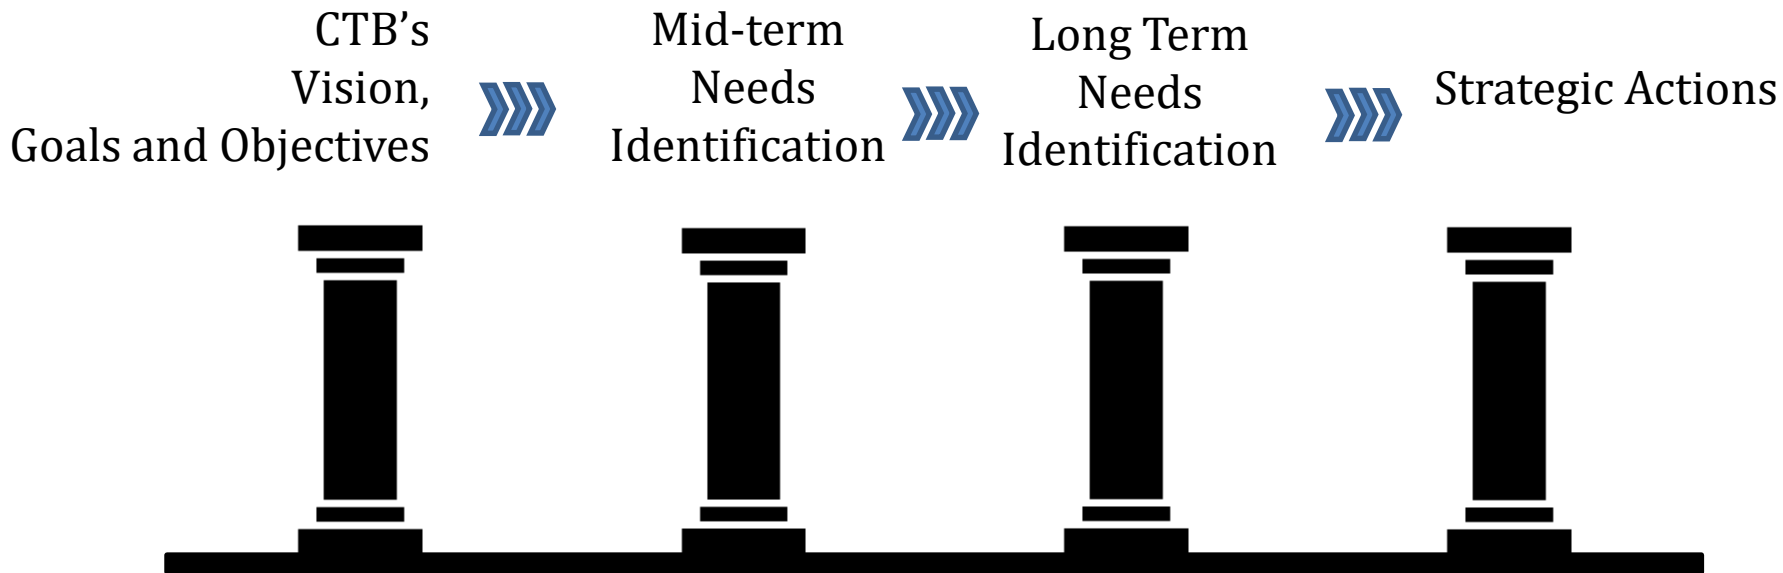 CTB’s
Vision,
Goals and Objectives
Mid-term
Needs
Identification
Long Term
Needs
Identification
Strategic Actions